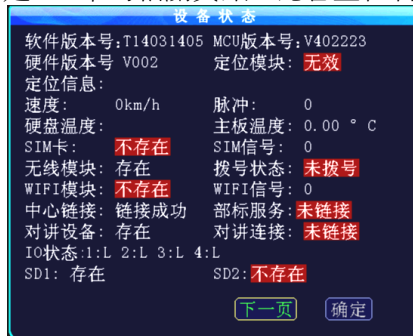 设备状态
软件版本号:T14031405 MCU版本号:V402223
硬件版本号 V002 定位模块: 无效
定位信息:
速度: 0km/h 脉冲: 0
硬盘温度: 主板温度: 0.00 ° C
SIM卡: 不存在 SIM信号: 0
无线模块: 存在 拨号状态: 未拨号
WIFI模块: 不存在 WIFI信号: 0
中心链接: 链接成功 部标服务: 未链接
对讲设备: 存在 对讲连接: 未链接
IO状态:1:L 2:L 3:L 4:L
SD1: 存在 SD2: 不存在
下一页 确定